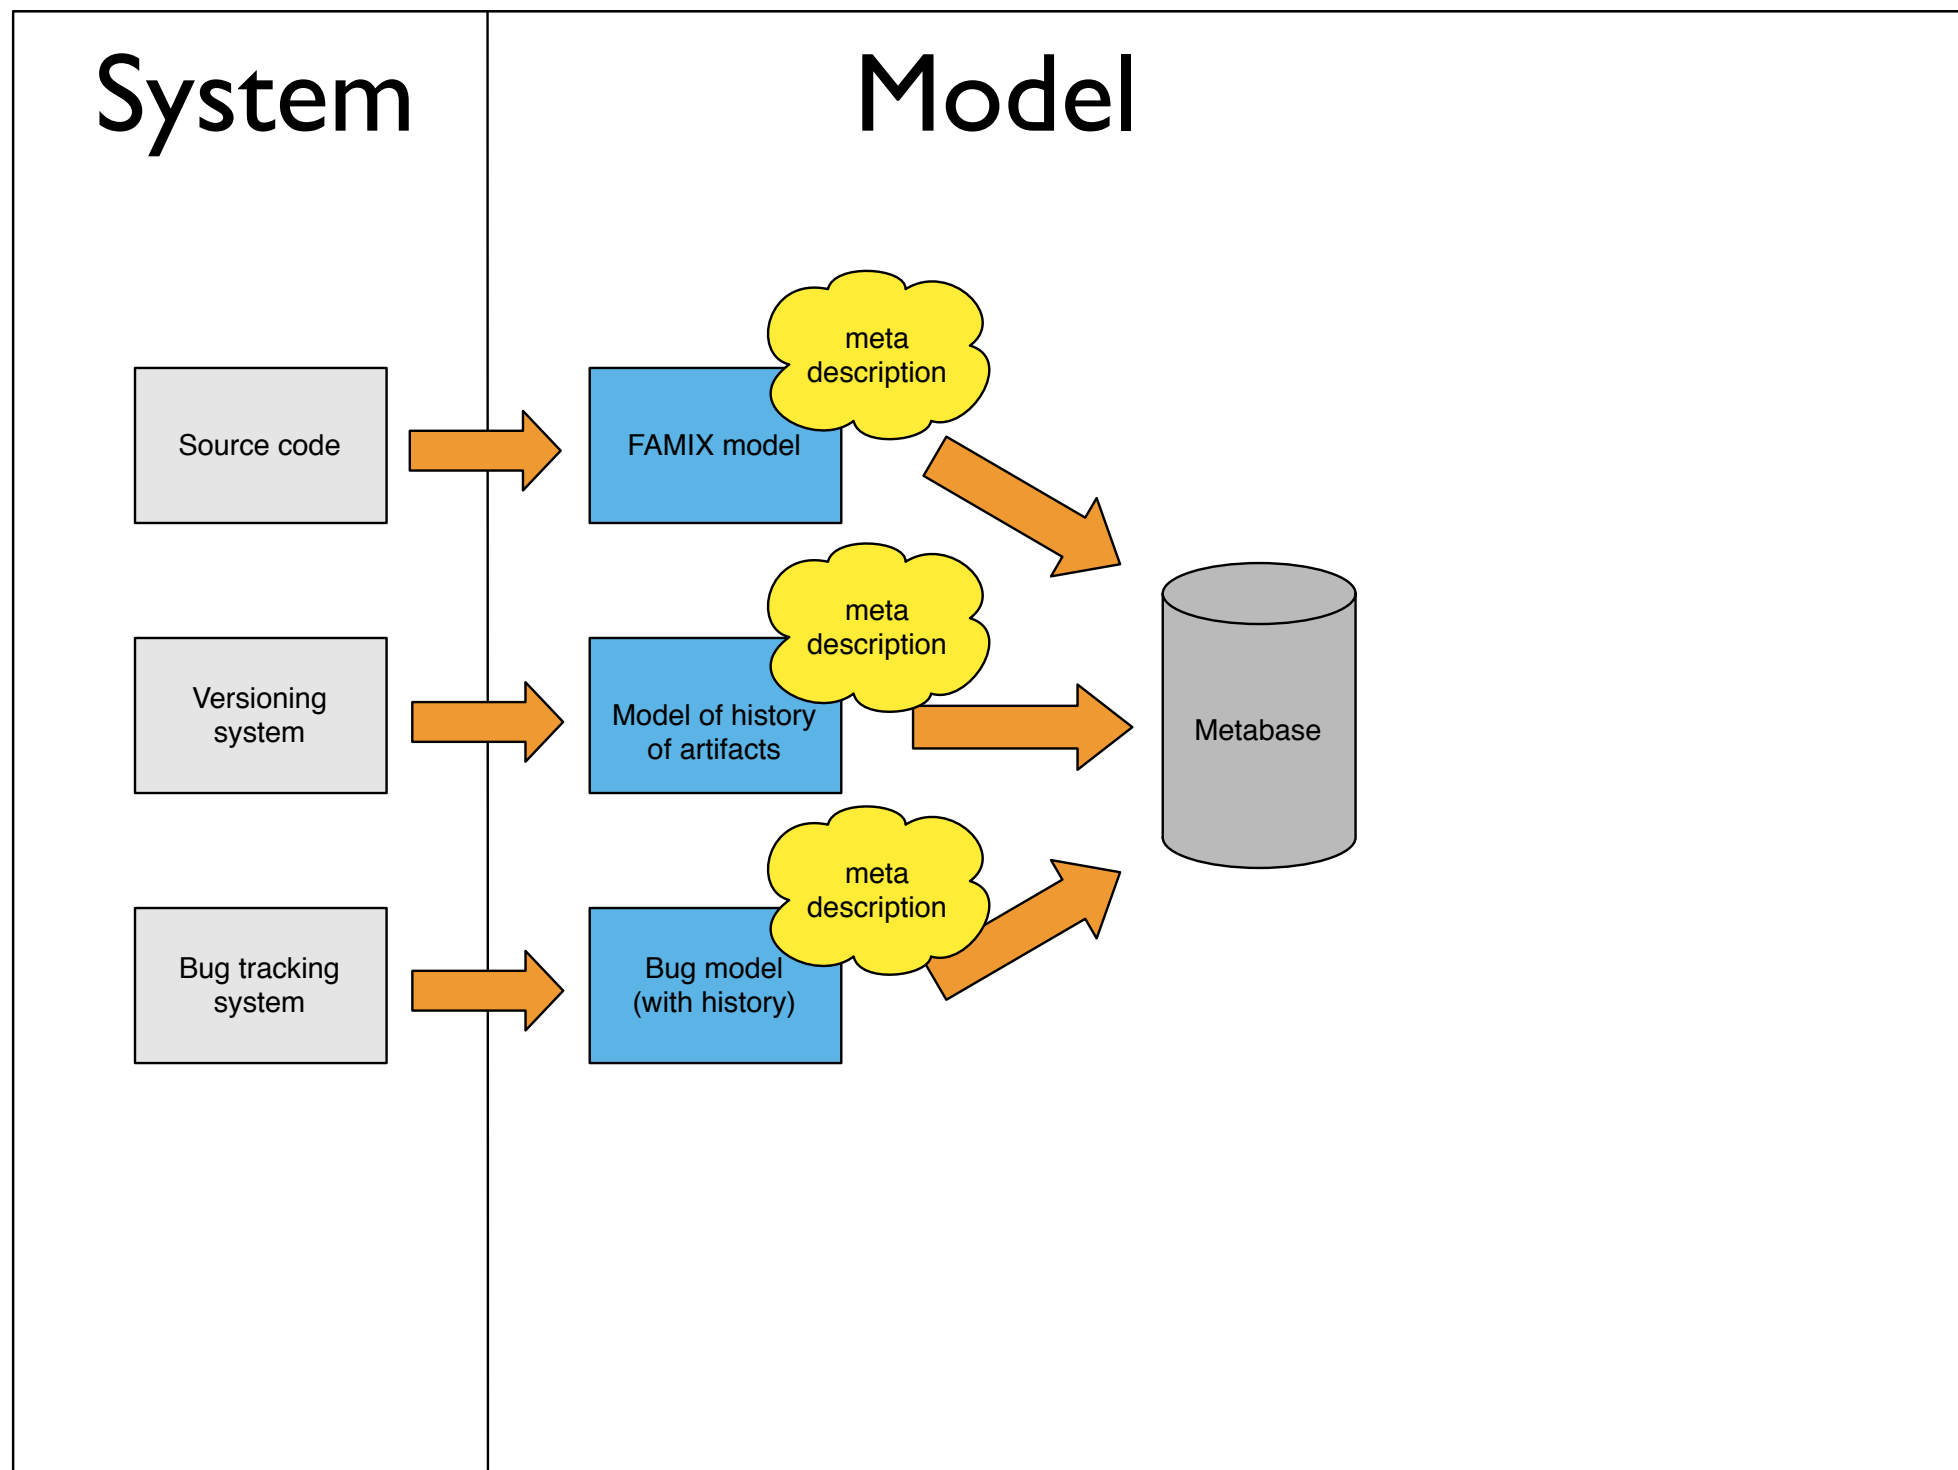 System
Model
meta
description
Source code
FAMIX model
meta
description
Versioning
system
Model of history
of artifacts
Metabase
meta
description
Bug tracking
system
Bug model
(with history)